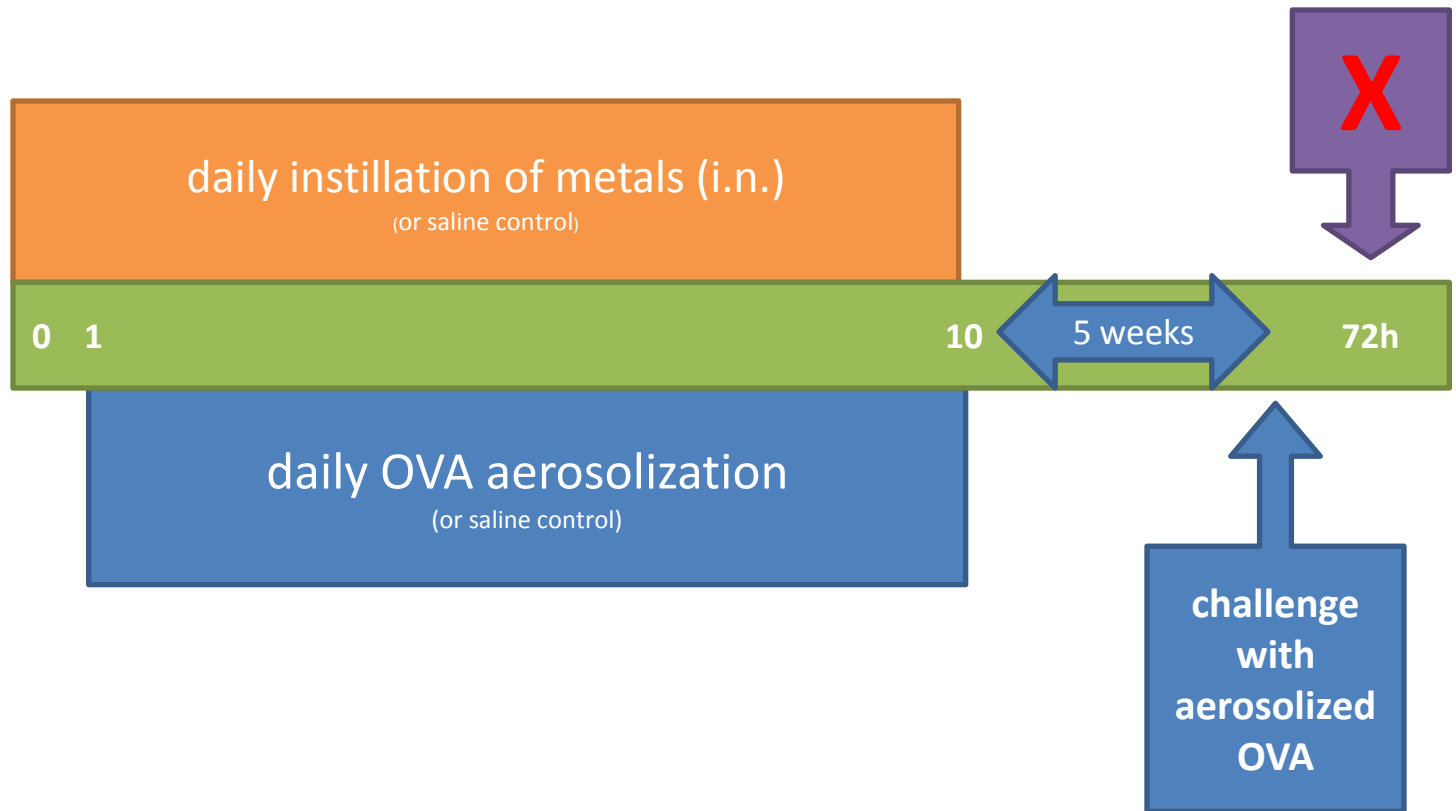 X
daily instillation of metals (i.n.)
(or saline control)
0 1 10 5 weeks 72h
daily OVA aerosolization
(or saline control)
challenge
with
aerosolized
OVA